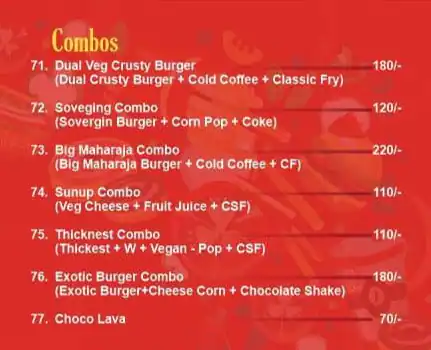 Combos
71. Dual Veg Crusty Burger 180/-
(Dual Crusty Burger + Cold Coffee + Classic Fry)
72. Soveging Combo 120/-
(Sovergin Burger + Corn Pop + Coke)
73. Big Maharaja Combo 220/-
(Big Maharaja Burger + Cold Coffee + CF)
74. Sunup Combo 110/-
(Veg Cheese + Fruit Juice + CSF)
75. Thicknest Combo 110/-
(Thickest + W + Vegan - Pop + CSF)
76. Exotic Burger Combo 180/-
(Exotic Burger+Cheese Corn + Chocolate Shake)
77. Choco Lava 70/-